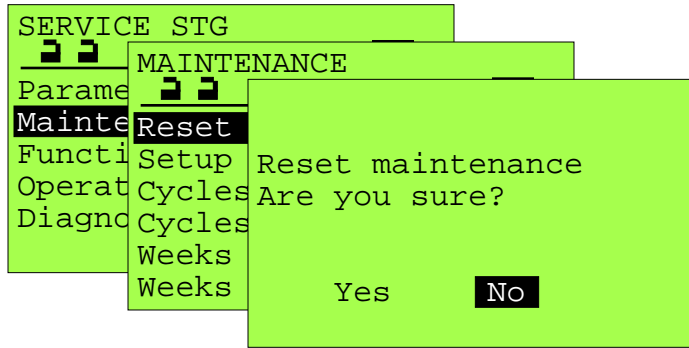 SERVICE STG
Parame
Mainte
Functi
Operat
Diagno
MAINTENANCE
Reset
Setup
Cycles
Cycles
Weeks
Weeks
Reset maintenance
Are you sure?
Yes No